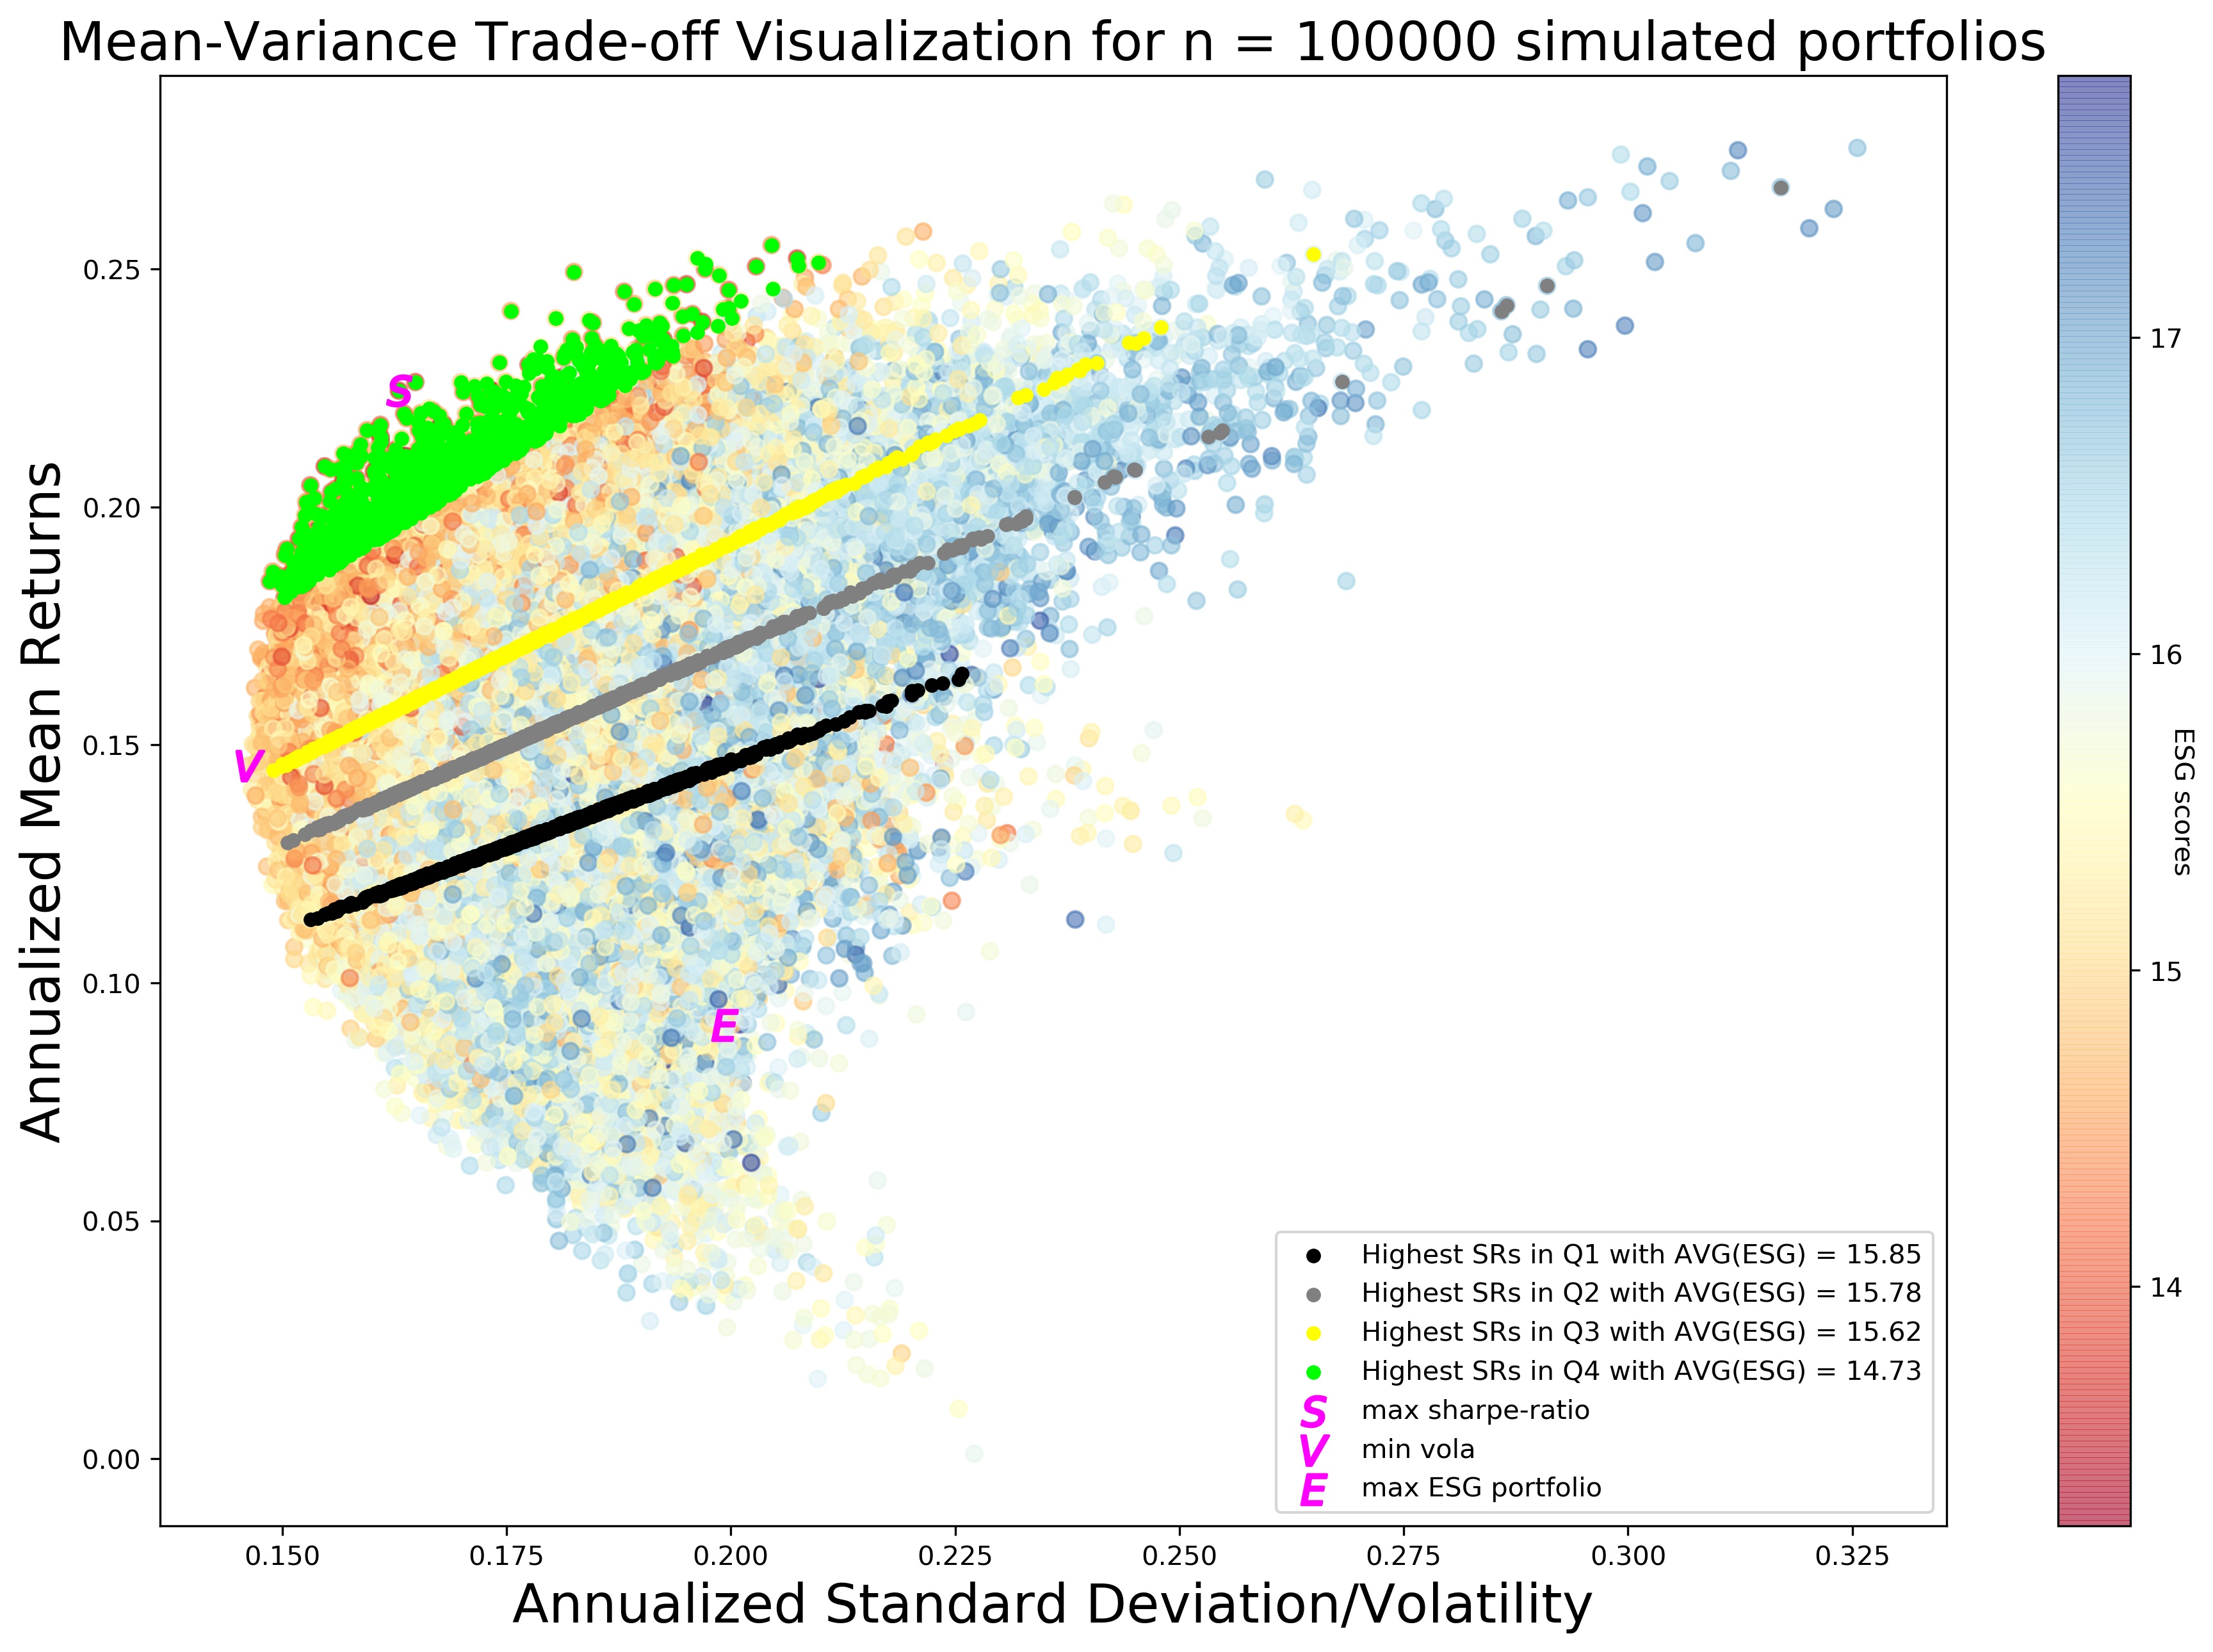 Mean-Variance Trade-off Visualization for n = 100000 simulated portfolios
Annualized Mean Returns
0.25
0.20
0.15
0.10
0.05
0.00
S
V
E
Highest SRs in Q1 with AVG(ESG) = 15.85
Highest SRs in Q2 with AVG(ESG) = 15.78
Highest SRs in Q3 with AVG(ESG) = 15.62
Highest SRs in Q4 with AVG(ESG) = 14.73
S max sharpe-ratio
V min vola
E max ESG portfolio
0.150 0.175 0.200 0.225 0.250 0.275 0.300 0.325
Annualized Standard Deviation/Volatility
17
16
15
14
ESG scores